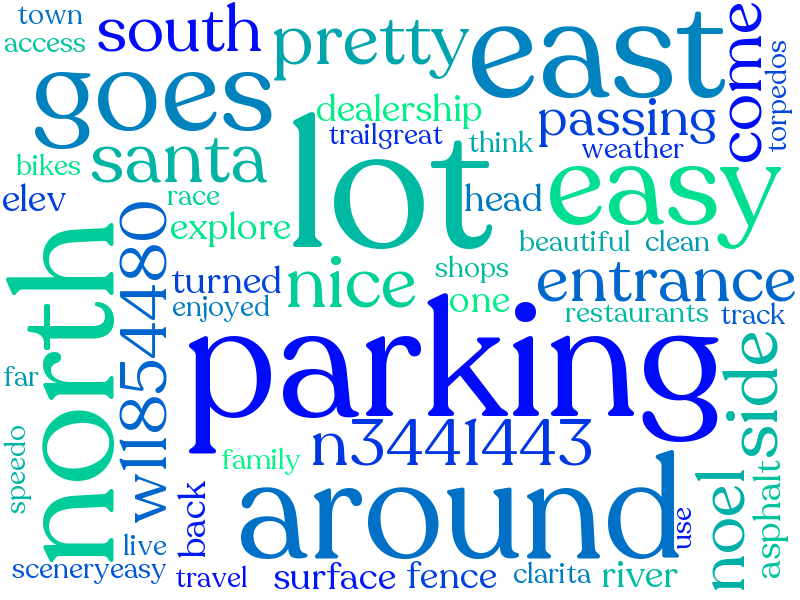 town
south
pretty
east
come
access
goes
dealership
torpedos
trailgreat
passing
think
weather
bikes
santa
lot
easy
elev
race
head
explore
beautiful
clean
north
w11854480
turned
nice
shops
entrance
enjoyed
one
restaurants
track
parking
far
side
speedo
n3441443
family
around
noel
asphalt
back
use
live
sceneryeasy
travel
surface
fence
clarita
river